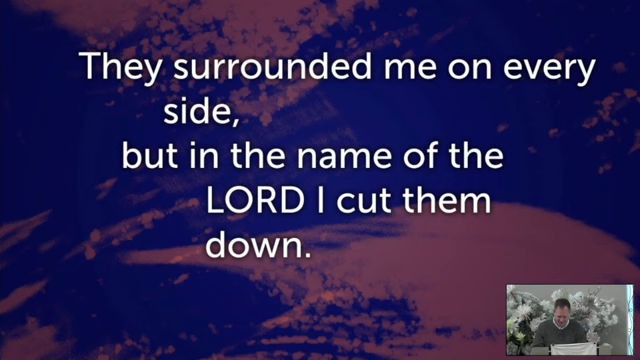 They surrounded me on every
side,
but in the name of the
LORD I cut them
down.